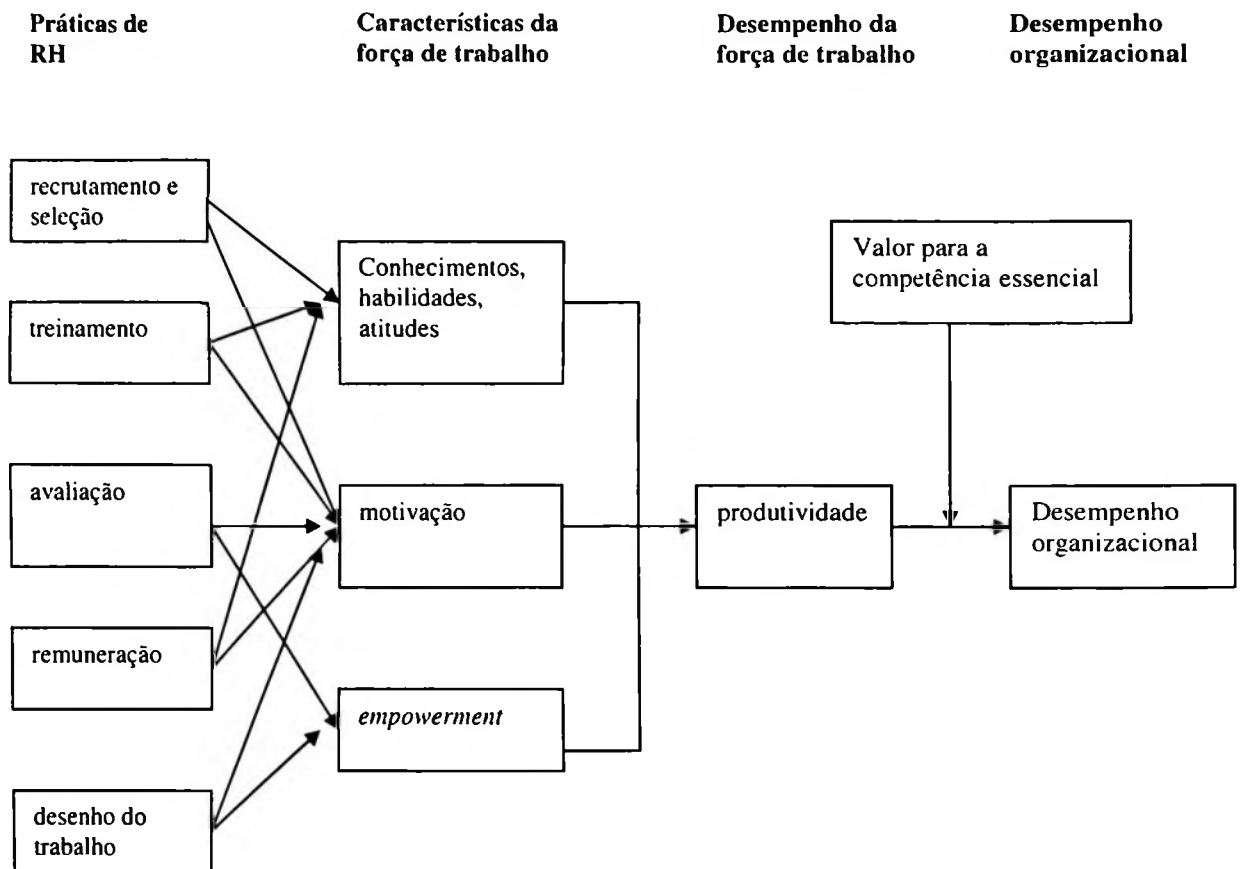 Práticas de
RH
Características da
força de trabalho
Desempenho da
força de trabalho
Desempenho
organizacional
recrutamento e
seleção
treinamento
avaliação
remuneração
desenho do
trabalho
Conhecimentos,
habilidades,
atitudes
motivação
empowerment
produtividade
Valor para a
competência essencial
Desempenho
organizacional